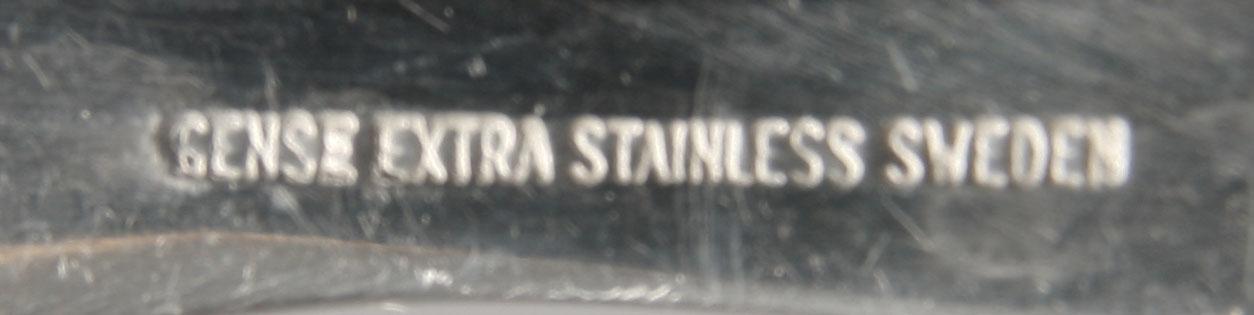 GENSE EXTRA STAINLESS SWEDEN